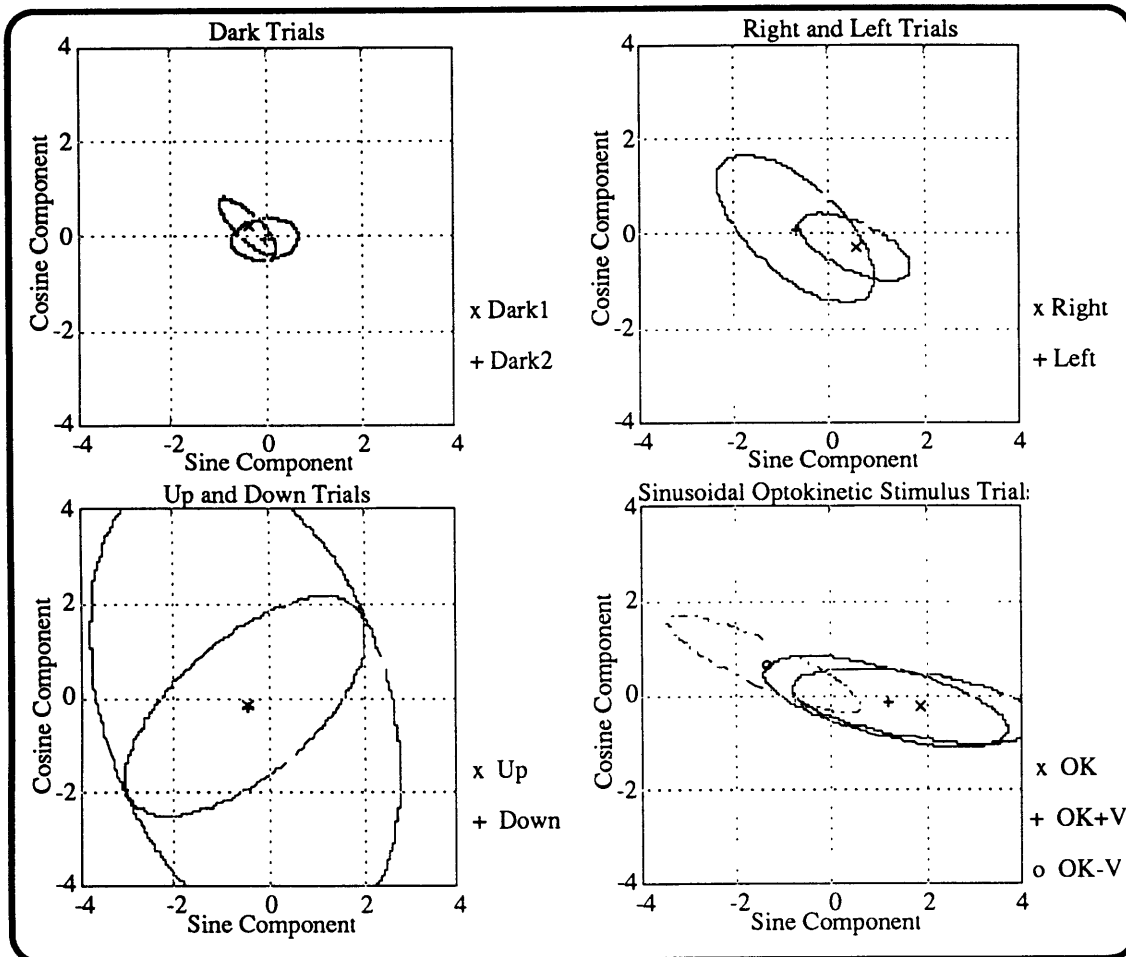 Dark Trials
4
2
0
-2
-4
-4
-2
0
2
4
Cosine Component
Sine Component
x Dark1
+ Dark2
Right and Left Trials
4
2
0
-2
-4
-4
-2
0
2
4
Cosine Component
Sine Component
x Right
+ Left
Up and Down Trials
4
2
0
-2
-4
-4
-2
0
2
4
Cosine Component
Sine Component
x Up
+ Down
Sinusoidal Optokinetic Stimulus Trial:
4
2
0
-2
-4
-4
-2
0
2
4
Cosine Component
Sine Component
x OK
+ OK+V
o OK-V